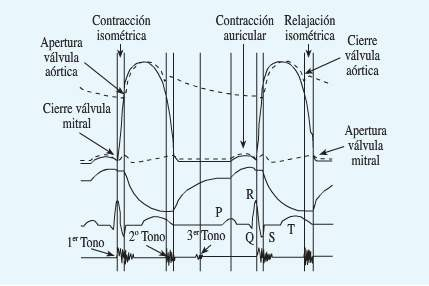 Contracción
isométrica
Contracción
auricular
Relajación
isométrica
Apertura
válvula
aórtica
Cierre
válvula
aórtica
Cierre válvula
mitral
Apertura
válvula
mitral
R
P
Q
S
T
1er Tono
2º Tono
3er Tono